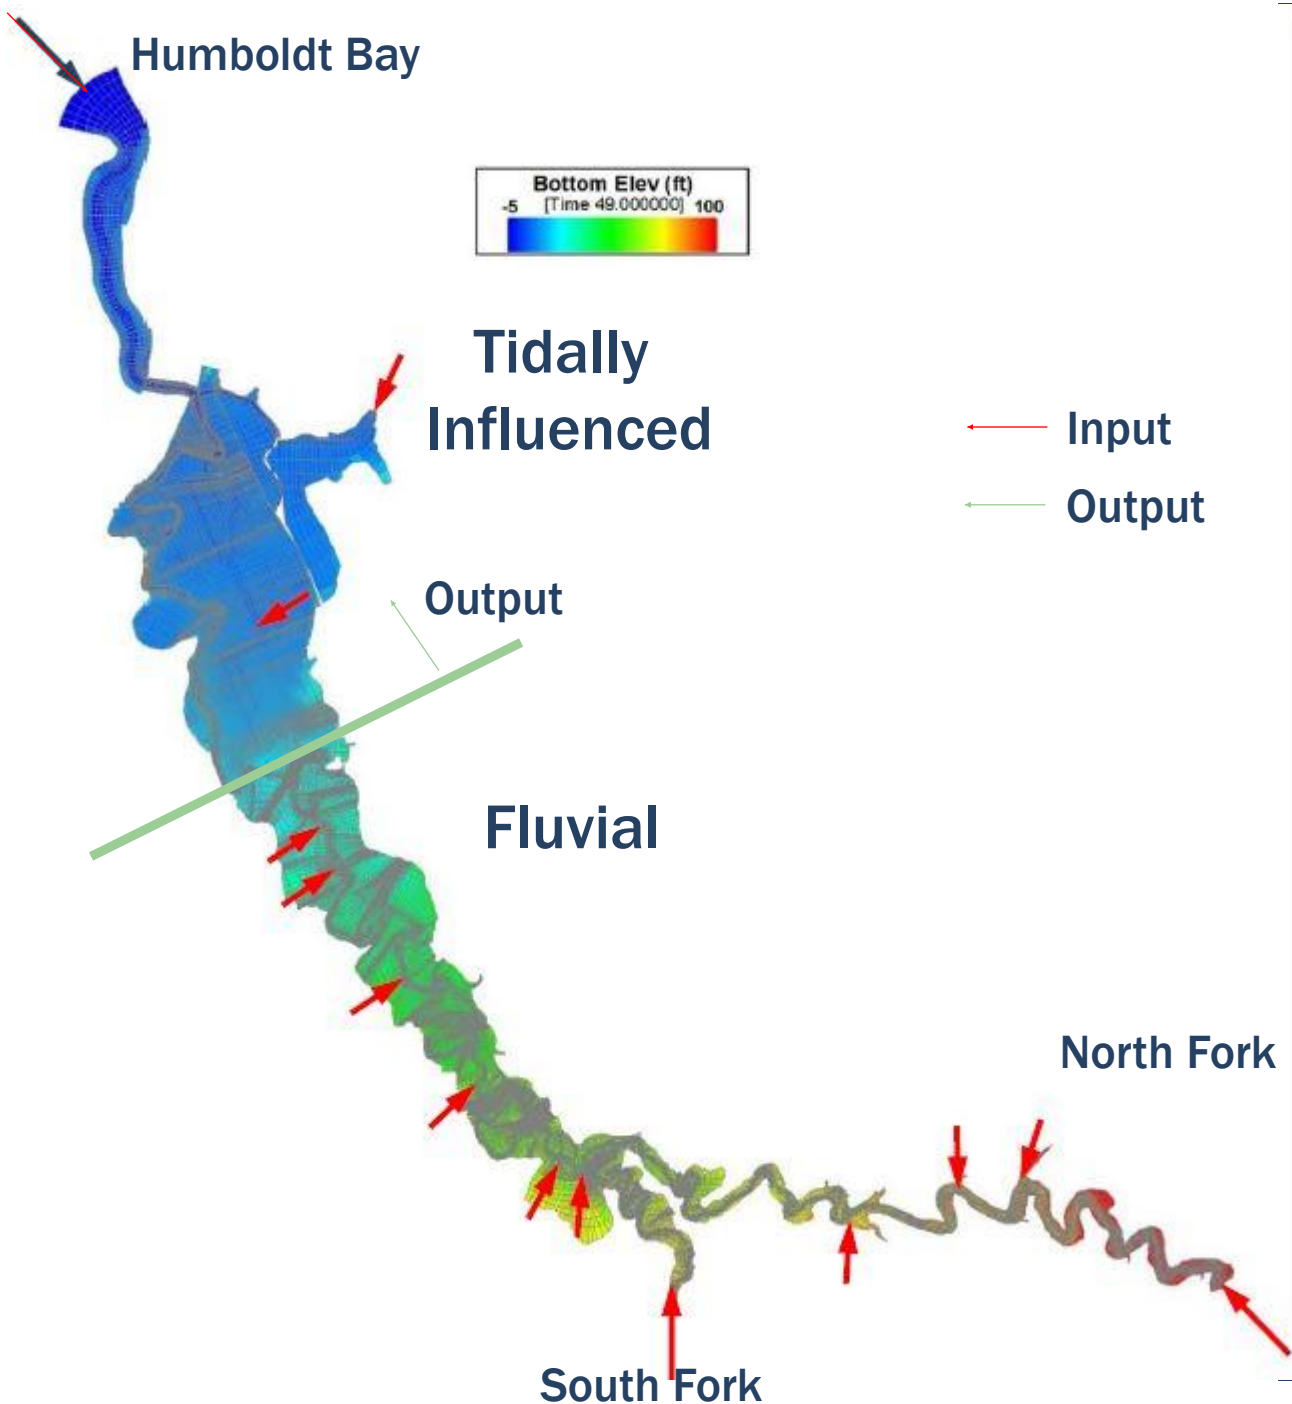 Humboldt Bay
Bottom Elev (ft)
-5 [Time 49.000000] 100
Tidally
Influenced
Input
Output
Output
Fluvial
North Fork
South Fork